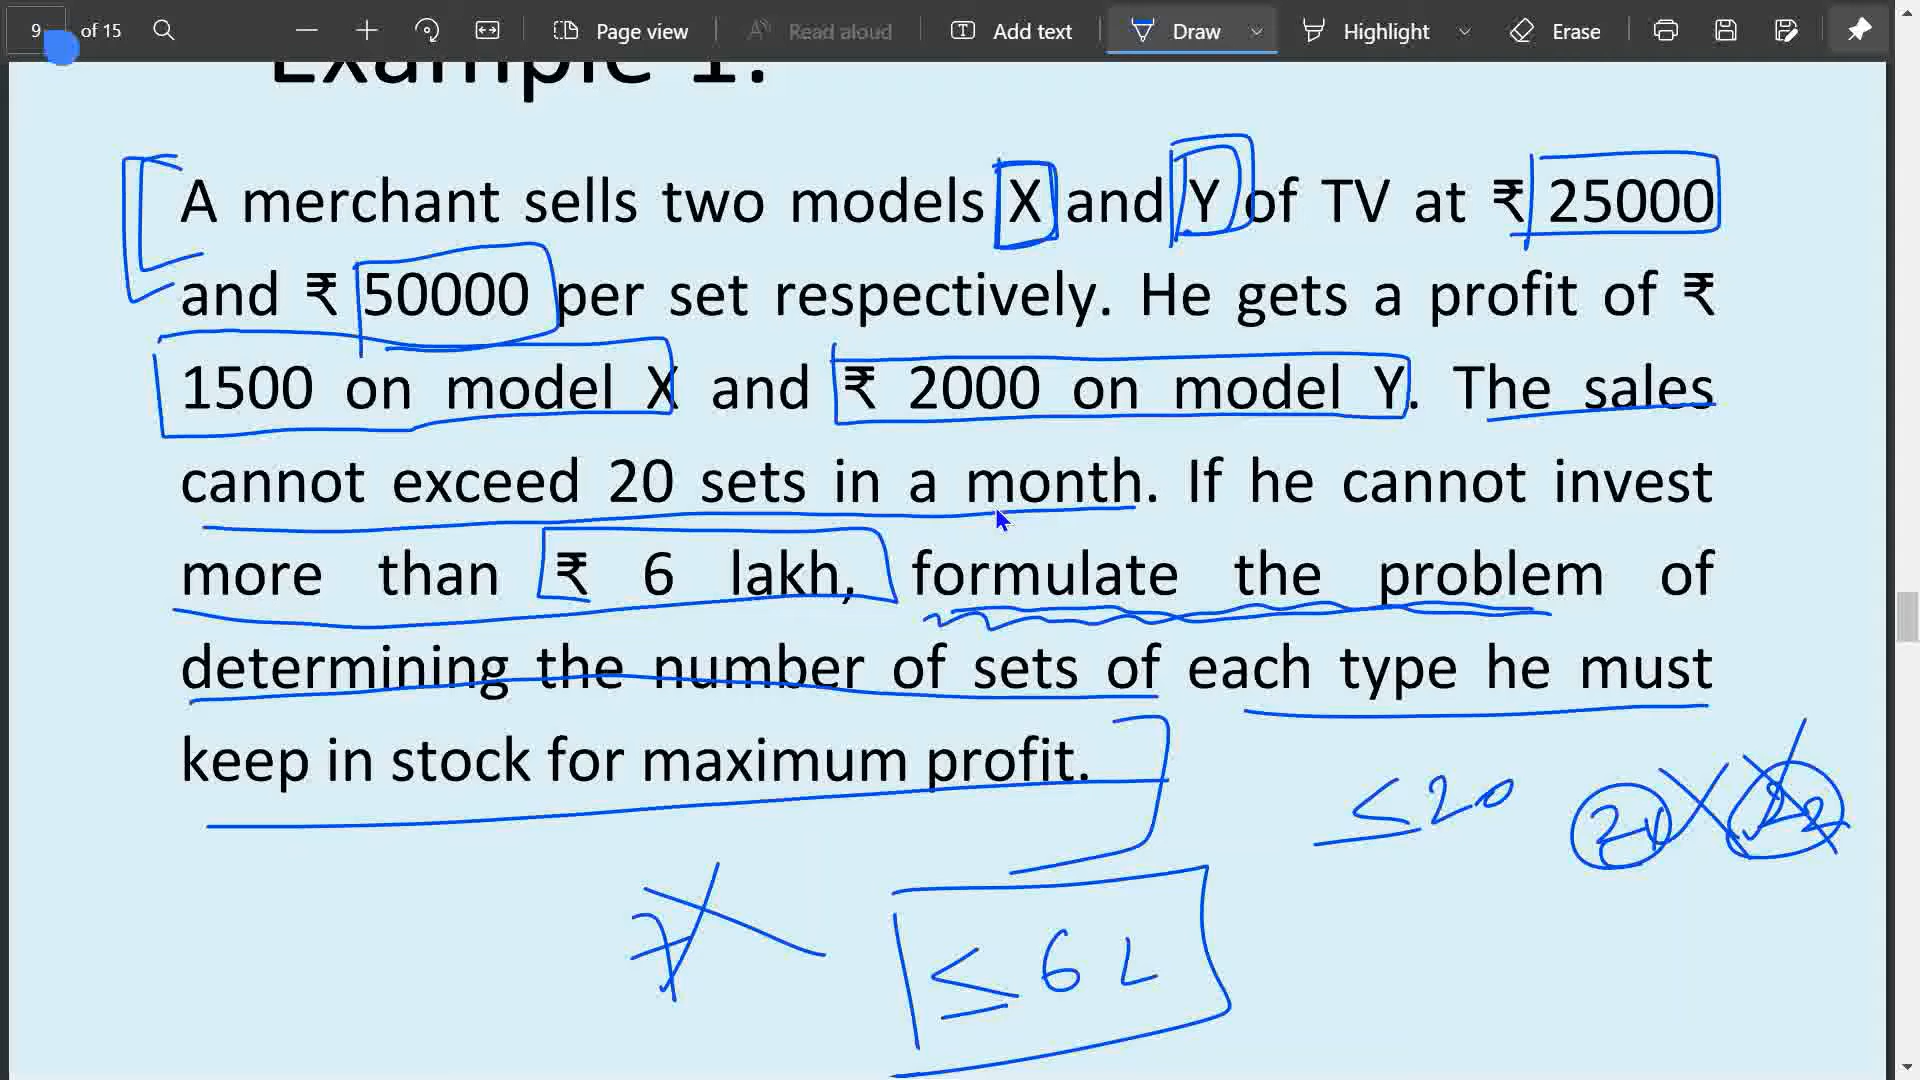 9 of 15 Page view Read aloud Add text Draw Highlight Erase
Example 1:
A merchant sells two models X and Y of TV at ₹ 25000
and ₹ 50000 per set respectively. He gets a profit of ₹
1500 on model X and ₹ 2000 on model Y. The sales
cannot exceed 20 sets in a month. If he cannot invest
more than ₹ 6 lakh, formulate the problem of
determining the number of sets of each type he must
keep in stock for maximum profit.
≤ 20
≤ 6 L